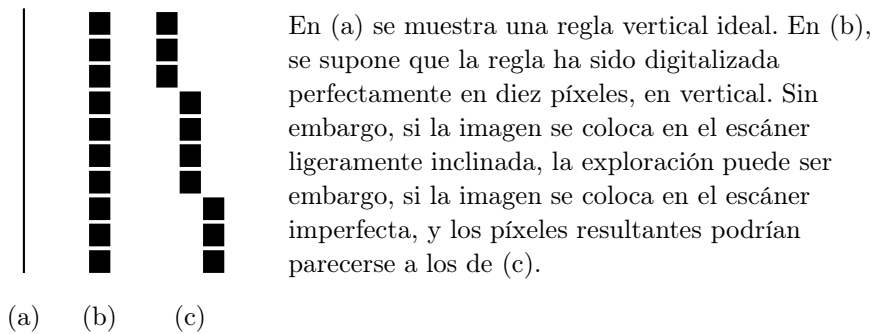 En (a) se muestra una regla vertical ideal. En (b),
se supone que la regla ha sido digitalizada
perfectamente en diez píxeles, en vertical. Sin
embargo, si la imagen se coloca en el escáner
ligeramente inclinada, la exploración puede ser
embargo, si la imagen se coloca en el escáner
imperfecta, y los píxeles resultantes podrían
parecerse a los de (c).
(a) (b) (c)